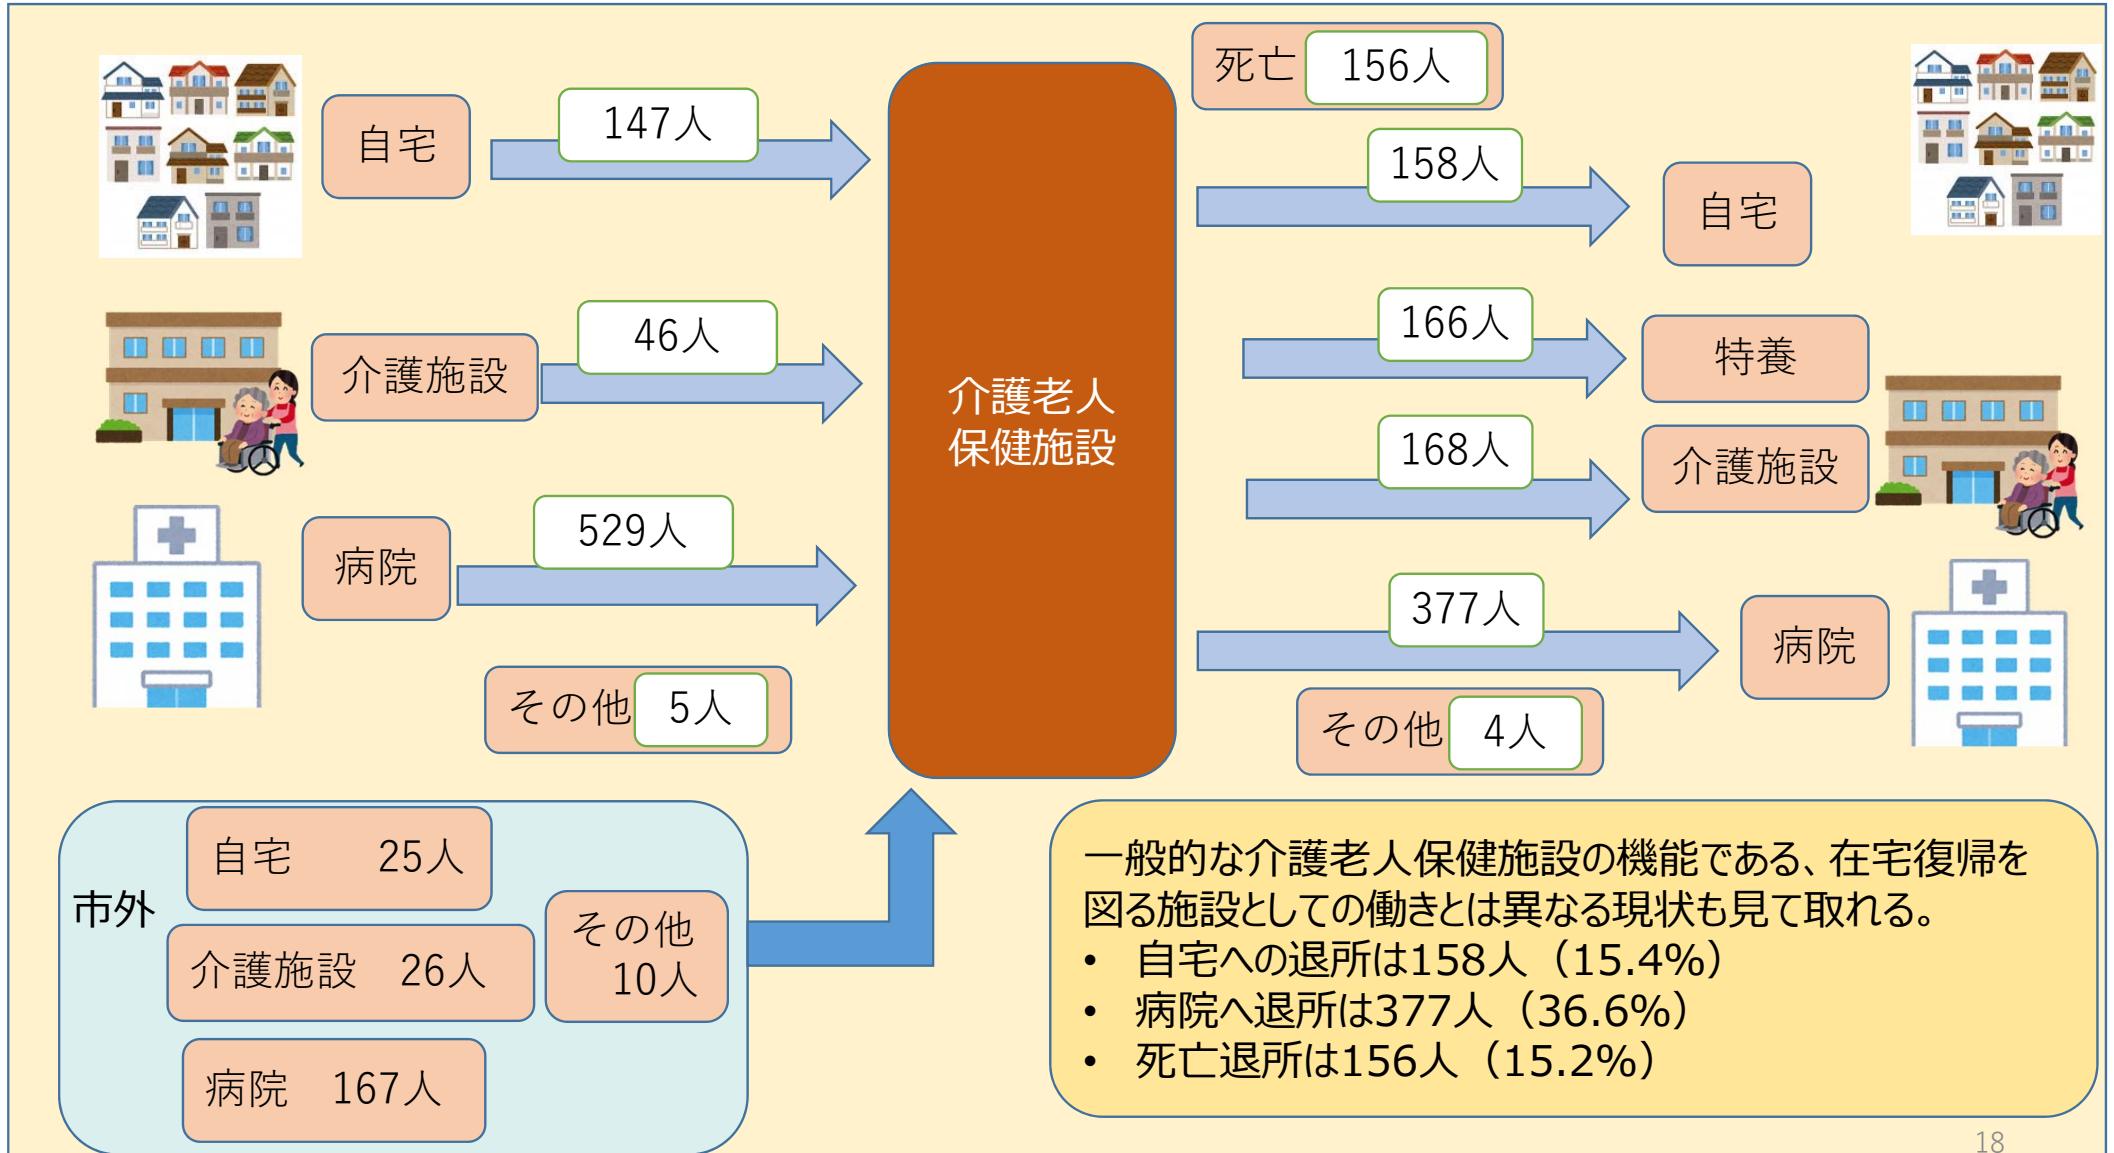 自宅
147人
介護施設
46人
病院
529人
その他 5人
介護老人
保健施設
死亡 156人
158人
自宅
166人
特養
168人
介護施設
377人
病院
その他 4人
市外
自宅 25人
介護施設 26人
その他
10人
病院 167人
一般的な介護老人保健施設の機能である、在宅復帰を
図る施設としての働きとは異なる現状も見て取れる。
• 自宅への退所は158人（15.4%）
• 病院へ退所は377人（36.6%）
• 死亡退所は156人（15.2%）
18